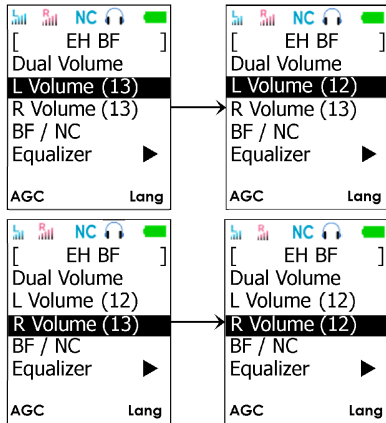 L R NC
[ EH BF ]
Dual Volume
L Volume (13)
R Volume (13)
BF / NC
Equalizer
AGC Lang
L R NC
[ EH BF ]
Dual Volume
L Volume (12)
R Volume (13)
BF / NC
Equalizer
AGC Lang
L R NC
[ EH BF ]
Dual Volume
L Volume (12)
R Volume (13)
BF / NC
Equalizer
AGC Lang
L R NC
[ EH BF ]
Dual Volume
L Volume (12)
R Volume (12)
BF / NC
Equalizer
AGC Lang